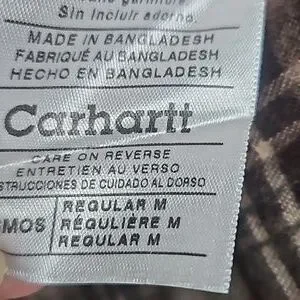 Sin incluir adorno.
MADE IN BANGLADESH
FABRIQUÉ AU BANGLADESH
HECHO EN BANGLADESH
Carhartt
CARE ON REVERSE
ENTRETIEN AU VERSO
STRUCCIONES DE CUIDADO AL DORSO
SMOS
REGULAR M
RÉGULIÈRE M
REGULAR M